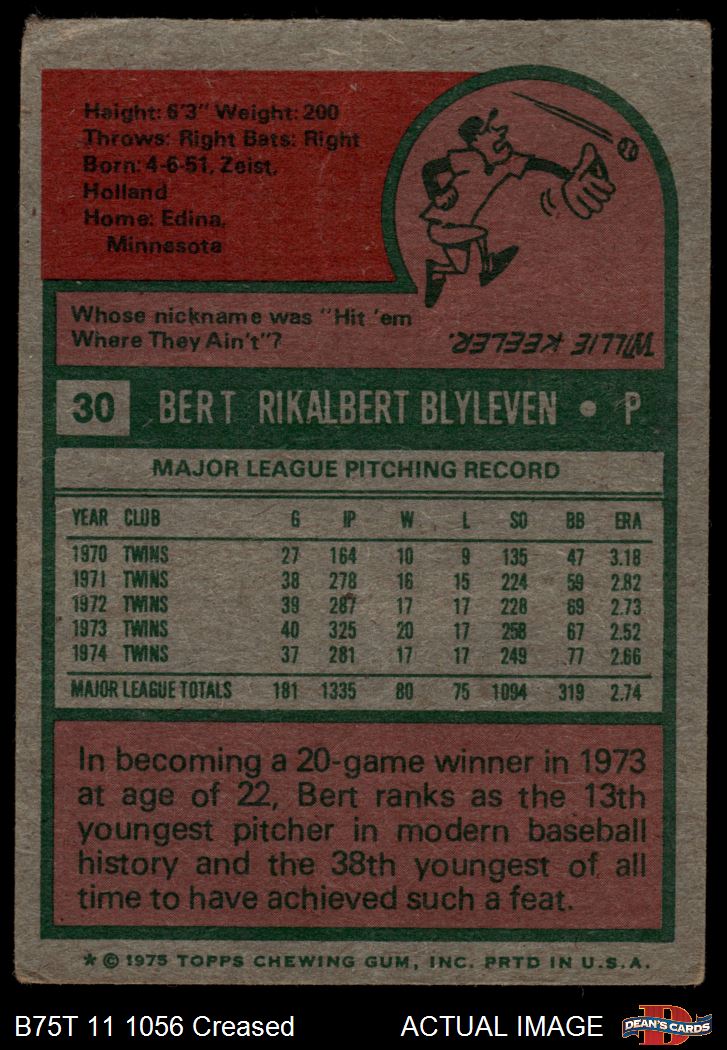 Height: 6'3" Weight: 200
Throws: Right Bats: Right
Born: 4-6-51, Zeist,
Holland
Home: Edina,
Minnesota
Whose nickname was "Hit 'em
Where They Ain't"?
WILLIE KEELER.
30 BERT RIKALBERT BLYLEVEN • P
MAJOR LEAGUE PITCHING RECORD
YEAR CLUB G IP W L SO BB ERA
1970 TWINS 27 164 10 9 135 47 3.18
1971 TWINS 38 278 16 15 224 59 2.82
1972 TWINS 39 287 17 17 228 69 2.73
1973 TWINS 40 325 20 17 258 67 2.52
1974 TWINS 37 281 17 17 249 77 2.66
MAJOR LEAGUE TOTALS 181 1335 80 75 1094 319 2.74
In becoming a 20-game winner in 1973
at age of 22, Bert ranks as the 13th
youngest pitcher in modern baseball
history and the 38th youngest of all
time to have achieved such a feat.
* © 1975 TOPPS CHEWING GUM, INC. PRTD IN U.S.A.
B75T 11 1056 Creased ACTUAL IMAGE
D
DEAN'S CARDS